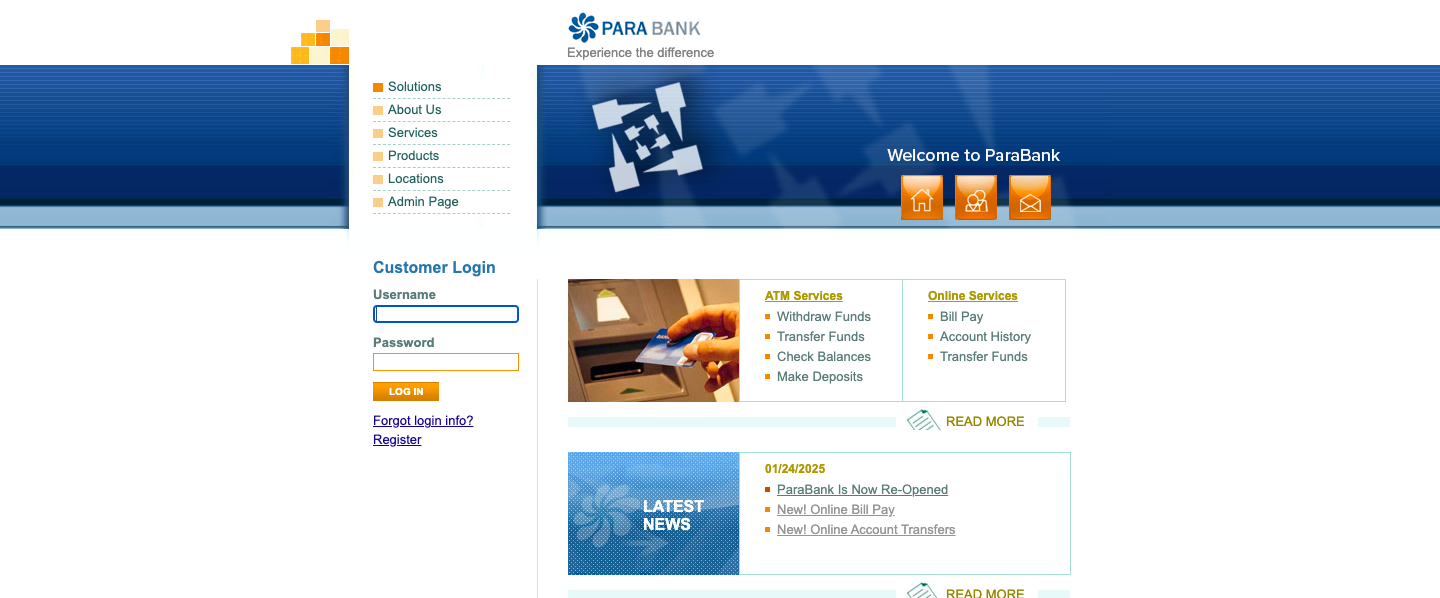 PARA BANK
Experience the difference
Solutions
About Us
Services
Products
Locations
Admin Page
Welcome to ParaBank
Customer Login
Username
Password
LOG IN
Forgot login info?
Register
ATM Services
Withdraw Funds
Transfer Funds
Check Balances
Make Deposits
Online Services
Bill Pay
Account History
Transfer Funds
READ MORE
LATEST
NEWS
01/24/2025
ParaBank Is Now Re-Opened
New! Online Bill Pay
New! Online Account Transfers
READ MORE